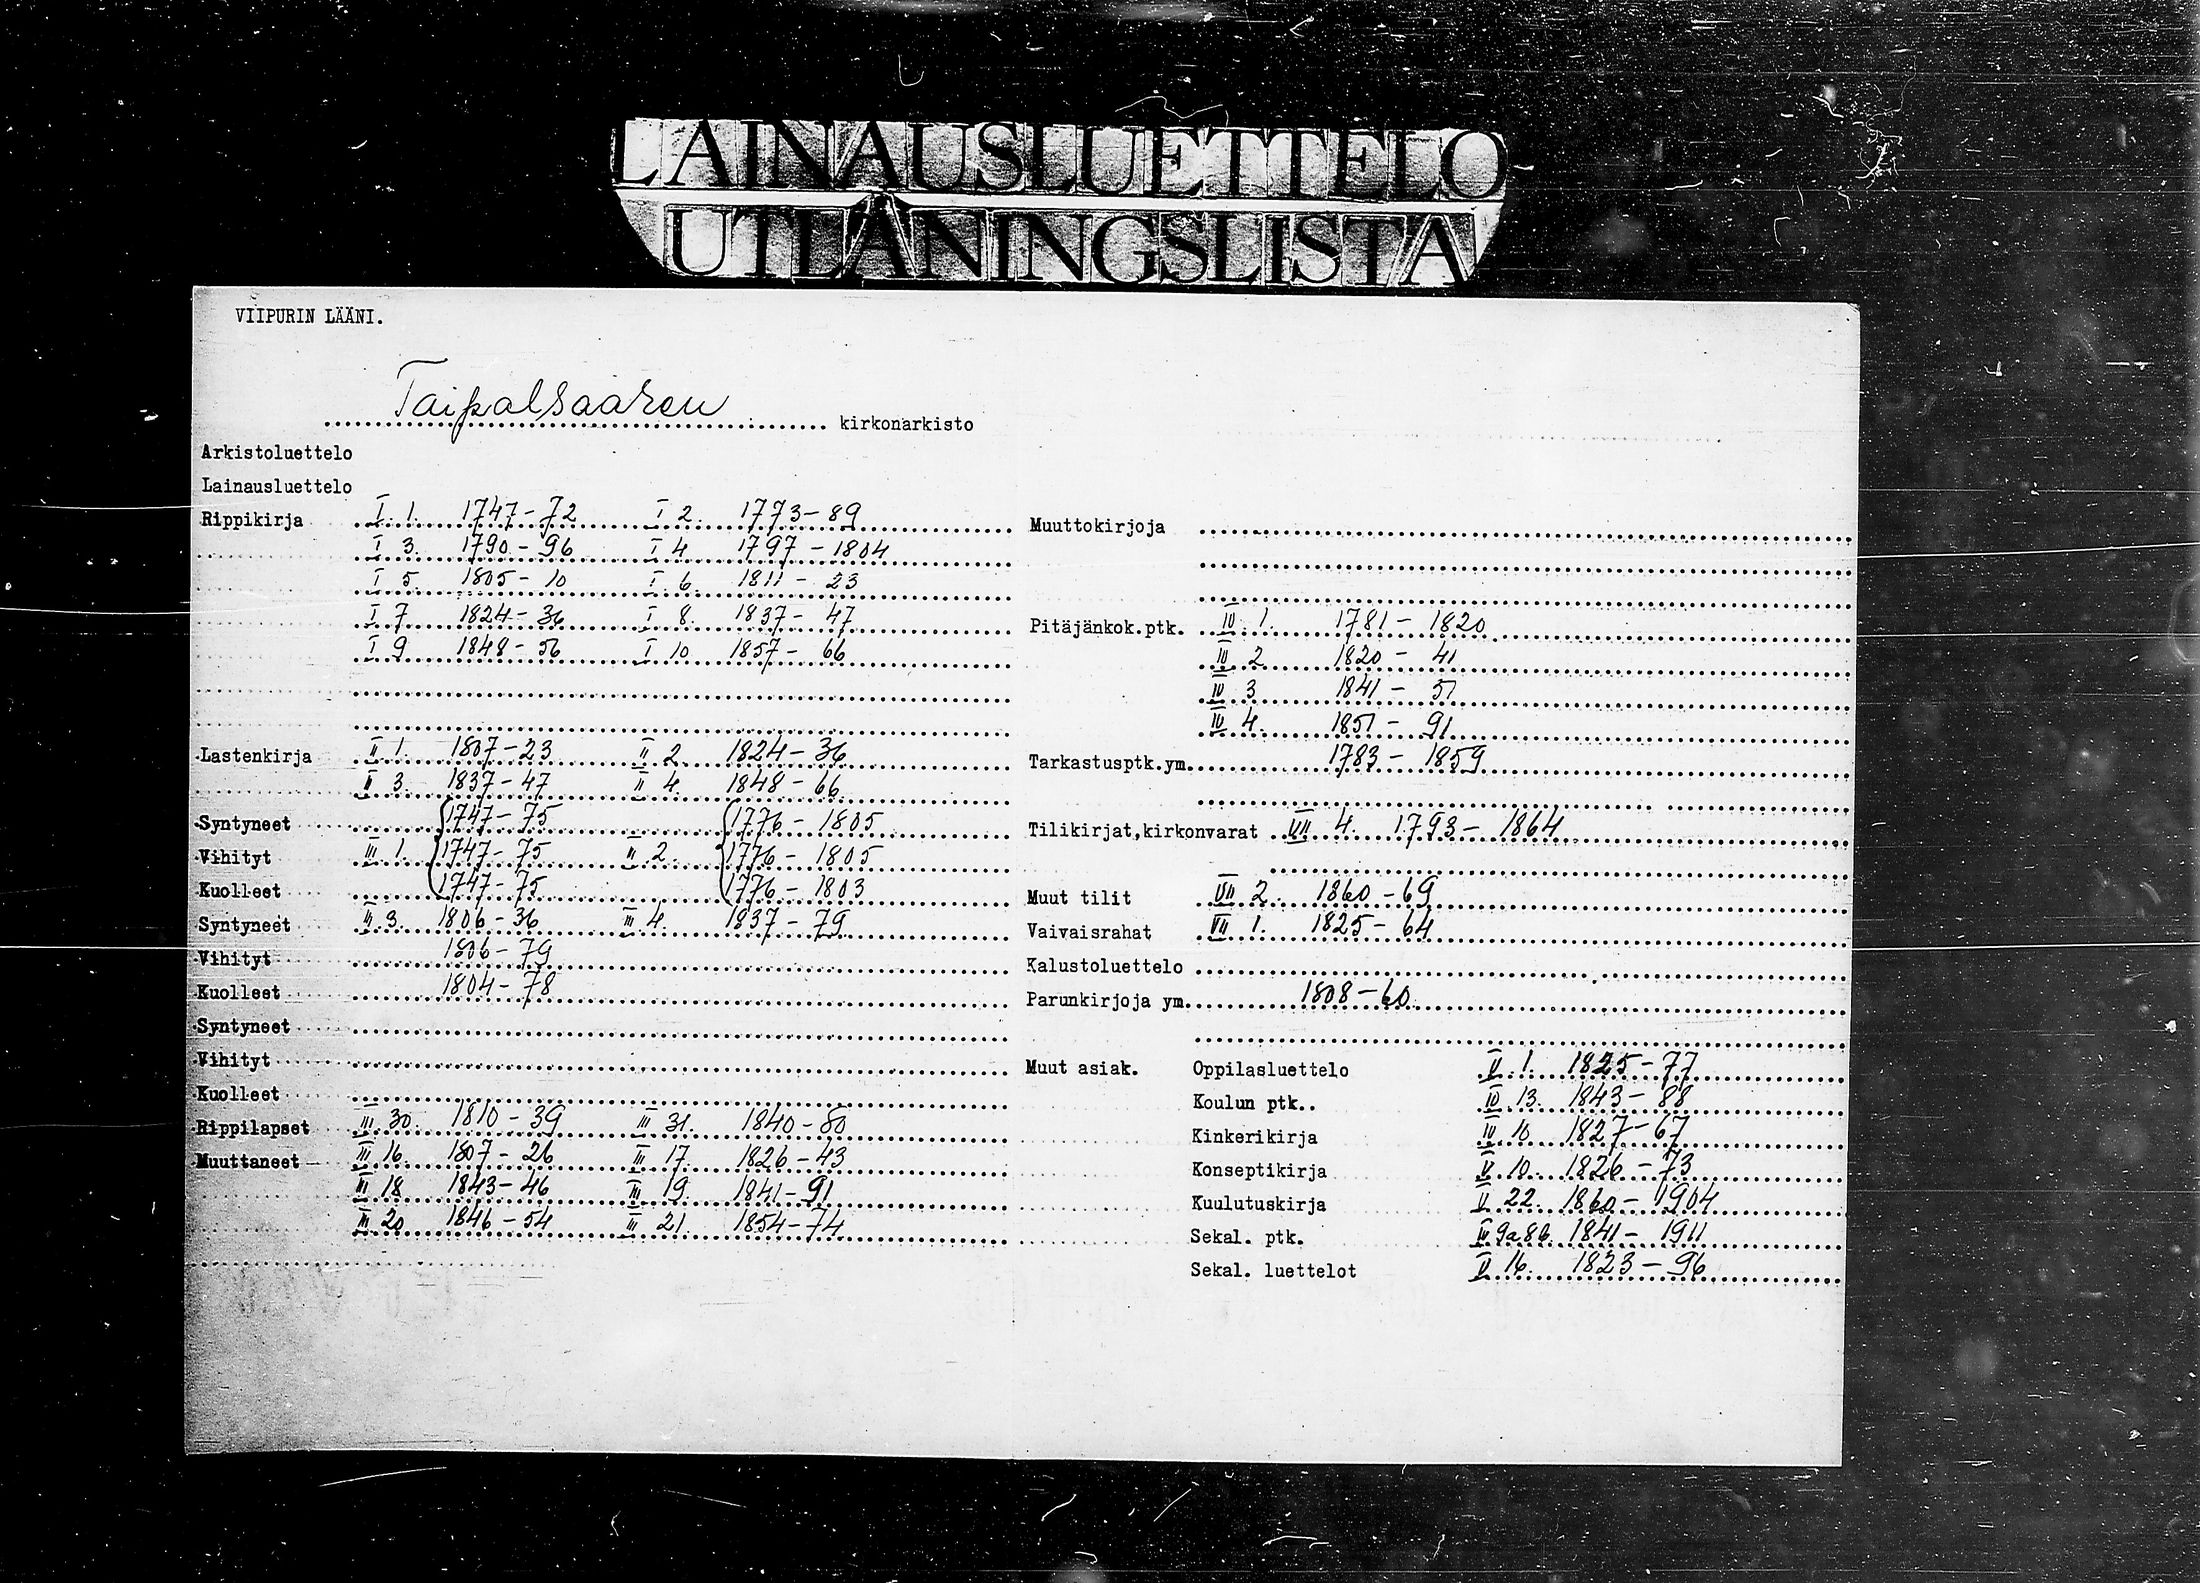 LAINAUSLUETTELO
UTLÅNINGSLISTA
VIIPURIN LÄÄNI.
Taipalsaaren kirkonarkisto
Arkistoluettelo
Lainausluettelo
Rippikirja I 1. 1747-72 I 2. 1773-89
I 3. 1790-96 I 4. 1797-1804
I 5. 1805-10 I 6. 1811-23
I 7 1824-36 I 8. 1837-47
I 9 1848-56 I 10 1857-66
Lastenkirja II 1. 1807-23 II 2. 1824-36
II 3. 1837-47 II 4. 1848-66
Syntyneet 1747-75 1776-1805
Vihityt III 1. 1747-75 III 2. 1776-1805
Kuolleet 1747-75 1776-1803
Syntyneet III 3. 1806-36 III 4. 1837-79
Vihityt 1806-79
Kuolleet 1804-78
Syntyneet
Vihityt
Kuolleet
Rippilapset III 30. 1810-39 III 31. 1840-80
Muuttaneet III 16. 1807-26 III 17. 1826-43
III 18 1843-46 III 19. 1841-91
III 20 1846-54 III 21. 1854-74
Muuttokirjoja
Pitäjänkok.ptk. IV 1. 1781-1820
IV 2 1820-41
IV 3 1841-51
IV 4. 1851-91
Tarkastusptk.ym. 1783-1859
Tilikirjat,kirkonvarat VII 4. 1793-1864
Muut tilit VII 2. 1860-69
Vaivaisrahat VII 1. 1825-64
Kalustoluettelo
Parunkirjoja ym. 1808-60
Muut asiak. Oppilasluettelo V 1. 1825-77
Koulun ptk.. IV 13. 1843-88
Kinkerikirja IV 10 1827-67
Konseptikirja V 10. 1826-73
Kuulutuskirja V 22. 1860-1904
Sekal. ptk. IV 9a8b. 1841-1911
Sekal. luettelot V 16. 1823-96